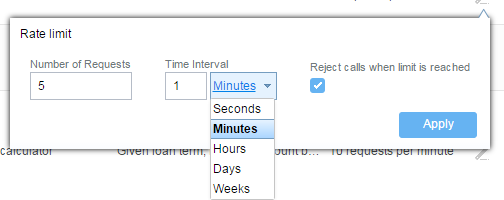 Rate limit
Number of Requests Time Interval Reject calls when limit is reached
5 1 Minutes
Seconds
Minutes
Hours
Days
Weeks
Apply
calculator Given loan term, ount b... 10 requests per minute